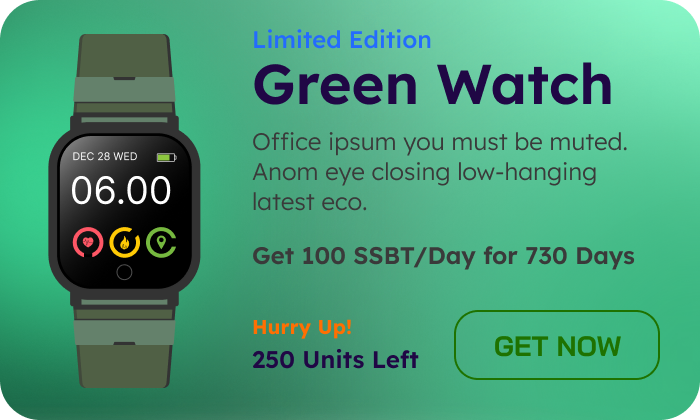 Limited Edition
Green Watch
Office ipsum you must be muted.
Anom eye closing low-hanging
latest eco.
Get 100 SSBT/Day for 730 Days
Hurry Up!
250 Units Left
GET NOW
DEC 28 WED
06.00